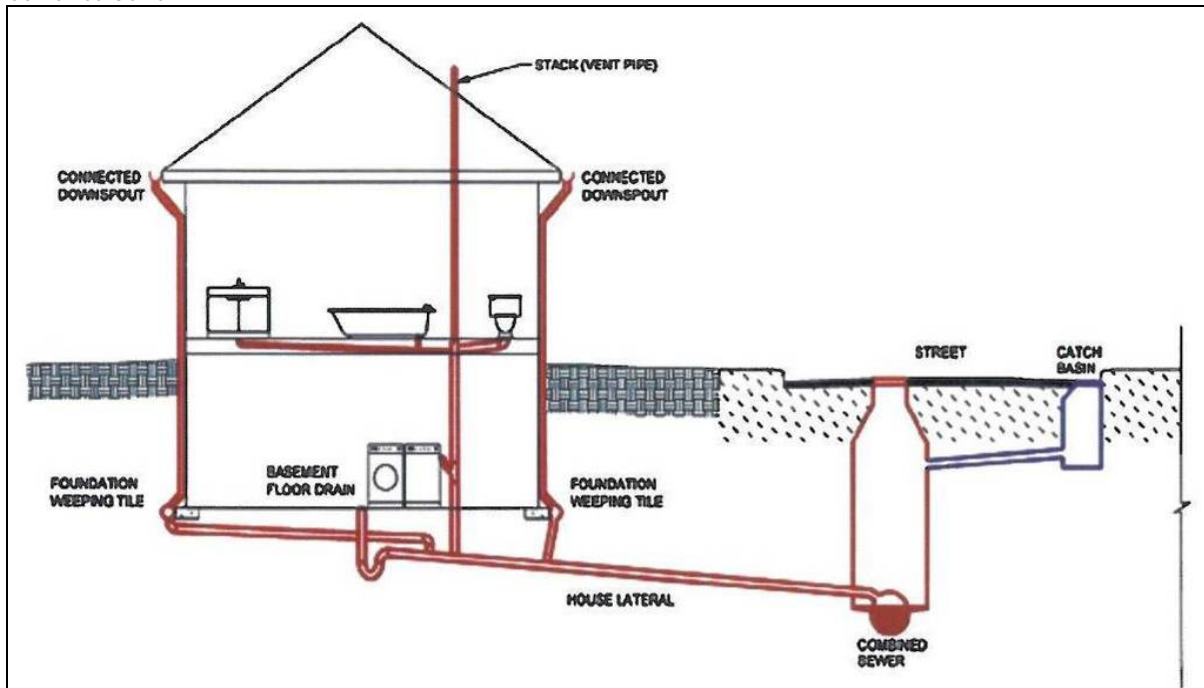 STACK (VENT PIPE)
CONNECTED
DOWNSPOUT
CONNECTED
DOWNSPOUT
STREET
CATCH
BASIN
FOUNDATION
WEEPING TILE
BASEMENT
FLOOR DRAIN
FOUNDATION
WEEPING TILE
HOUSE LATERAL
COMBINED
SEWER